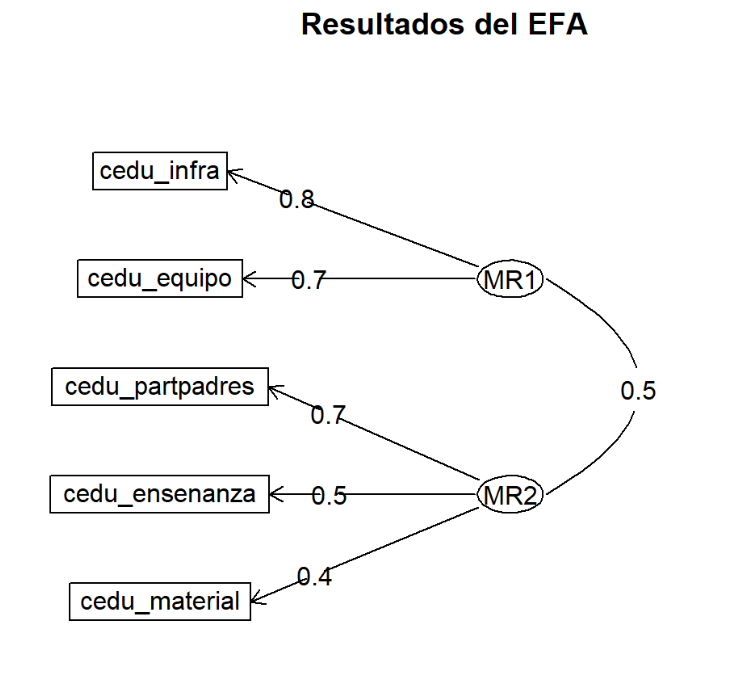 Resultados del EFA
cedu_infra
0.8
cedu_equipo
0.7
MR1
cedu_partpadres
0.7
0.5
cedu_ensenanza
0.5
MR2
cedu_material
0.4